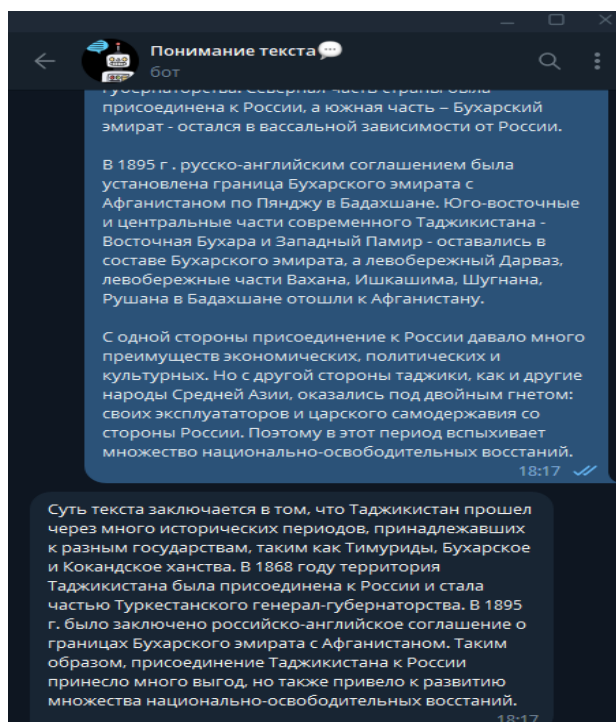 Понимание текста💬
бот
губернаторства. Северная часть страны была
присоединена к России, а южная часть – Бухарский
эмират - остался в вассальной зависимости от России.
В 1895 г . русско-английским соглашением была
установлена граница Бухарского эмирата с
Афганистаном по Пянджу в Бадахшане. Юго-восточные
и центральные части современного Таджикистана -
Восточная Бухара и Западный Памир - оставались в
составе Бухарского эмирата, а левобережный Дарваз,
левобережные части Вахана, Ишкашима, Шугнана,
Рушана в Бадахшане отошли к Афганистану.
С одной стороны присоединение к России давало много
преимуществ экономических, политических и
культурных. Но с другой стороны таджики, как и другие
народы Средней Азии, оказались под двойным гнетом:
своих эксплуататоров и царского самодержавия со
стороны России. Поэтому в этот период вспыхивает
множество национально-освободительных восстаний.
18:17
Суть текста заключается в том, что Таджикистан прошел
через много исторических периодов, принадлежавших
к разным государствам, таким как Тимуриды, Бухарское
и Кокандское ханства. В 1868 году территория
Таджикистана была присоединена к России и стала
частью Туркестанского генерал-губернаторства. В 1895
г. было заключено российско-английское соглашение о
границах Бухарского эмирата с Афганистаном. Таким
образом, присоединение Таджикистана к России
принесло много выгод, но также привело к развитию
множества национально-освободительных восстаний.
18:17